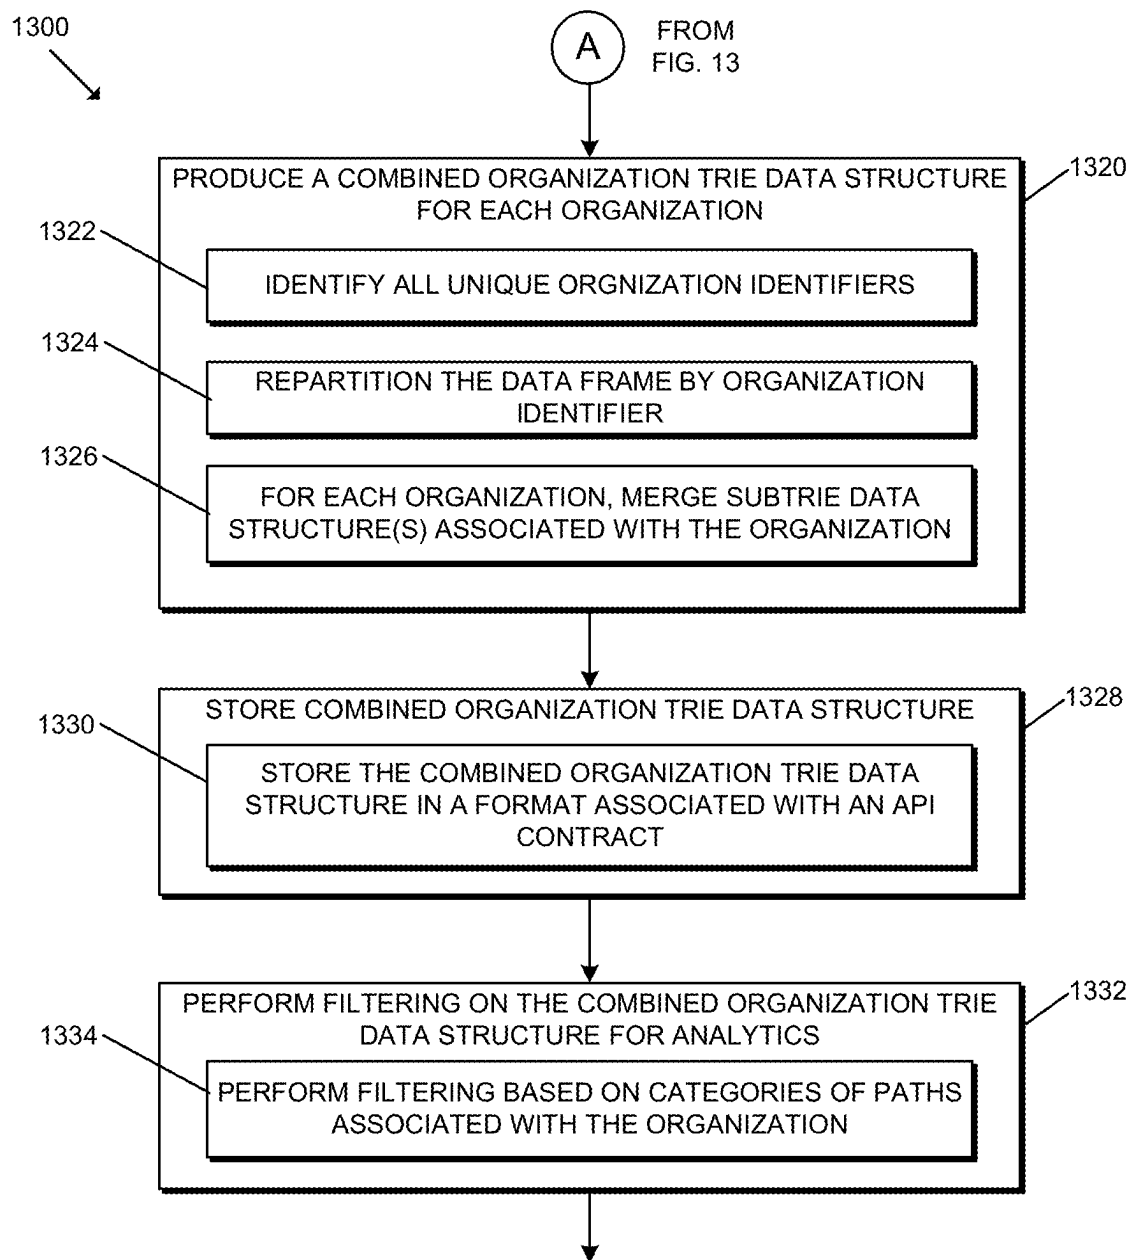 1300
A
FROM
FIG. 13
PRODUCE A COMBINED ORGANIZATION TRIE DATA STRUCTURE
FOR EACH ORGANIZATION
1320
1322
IDENTIFY ALL UNIQUE ORGNIZATION IDENTIFIERS
1324
REPARTITION THE DATA FRAME BY ORGANIZATION
IDENTIFIER
1326
FOR EACH ORGANIZATION, MERGE SUBTRIE DATA
STRUCTURE(S) ASSOCIATED WITH THE ORGANIZATION
STORE COMBINED ORGANIZATION TRIE DATA STRUCTURE
1328
1330
STORE THE COMBINED ORGANIZATION TRIE DATA
STRUCTURE IN A FORMAT ASSOCIATED WITH AN API
CONTRACT
PERFORM FILTERING ON THE COMBINED ORGANIZATION TRIE
DATA STRUCTURE FOR ANALYTICS
1332
1334
PERFORM FILTERING BASED ON CATEGORIES OF PATHS
ASSOCIATED WITH THE ORGANIZATION